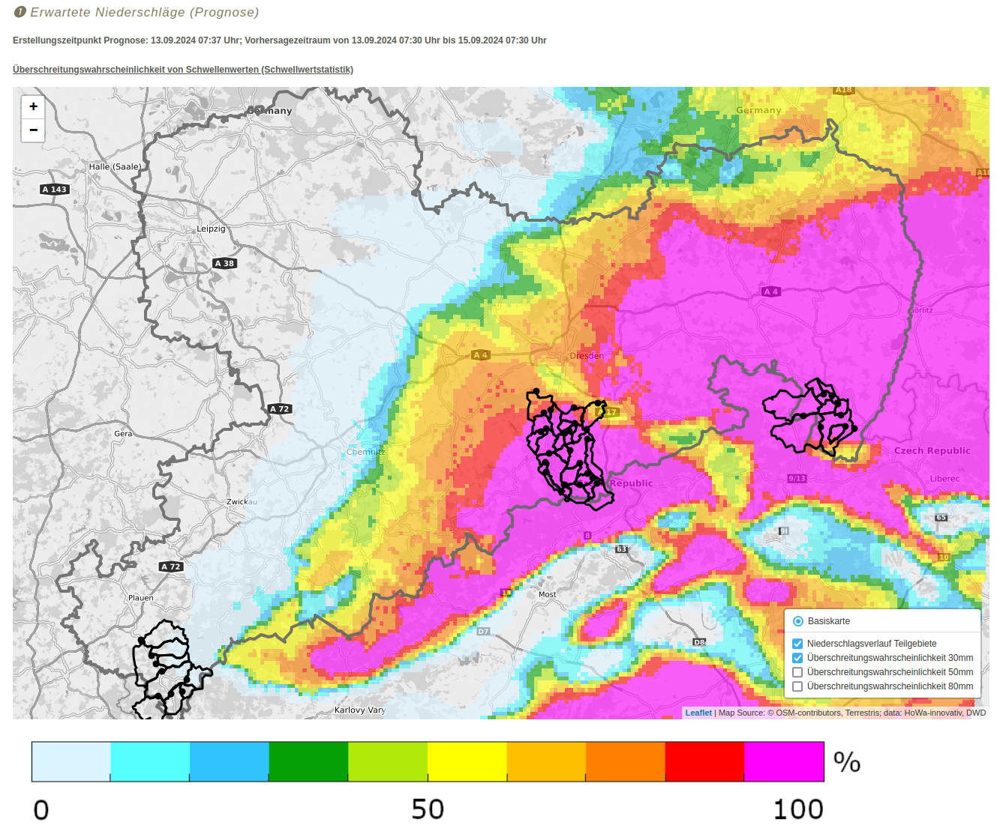 1 Erwartete Niederschläge (Prognose)
Erstellungszeitpunkt Prognose: 13.09.2024 07:37 Uhr; Vorhersagezeitraum von 13.09.2024 07:30 Uhr bis 15.09.2024 07:30 Uhr
Überschreitungswahrscheinlichkeit von Schwellenwerten (Schwellwertstatistik)
+
−
Germany
Germany
A18
Halle (Saale)
A18
A 143
Leipzig
A 38
A 4
Görlitz
A 4
Dresden
A 72
A 17
Gera
Chemnitz
Czech Republic
9/13
Liberec
Republic
Zwickau
65
9
8
63
10
A 72
13
Most
Plauen
D7
D8
Karlovy Vary
Basiskarte
Niederschlagsverlauf Teilgebiete
Überschreitungswahrscheinlichkeit 30mm
Überschreitungswahrscheinlichkeit 50mm
Überschreitungswahrscheinlichkeit 80mm
Leaflet | Map Source: © OSM-contributors, Terrestris; data: HoWa-innovativ, DWD
%
0 50 100